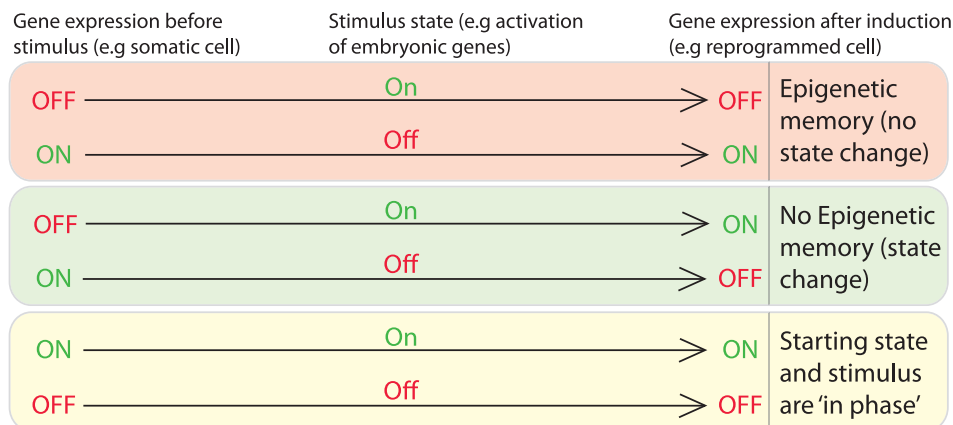 Gene expression before
stimulus (e.g somatic cell)
Stimulus state (e.g activation
of embryonic genes)
Gene expression after induction
(e.g reprogrammed cell)
OFF On OFF
ON Off ON
Epigenetic
memory (no
state change)
OFF On ON
ON Off OFF
No Epigenetic
memory (state
change)
ON On ON
OFF Off OFF
Starting state
and stimulus
are ‘in phase’